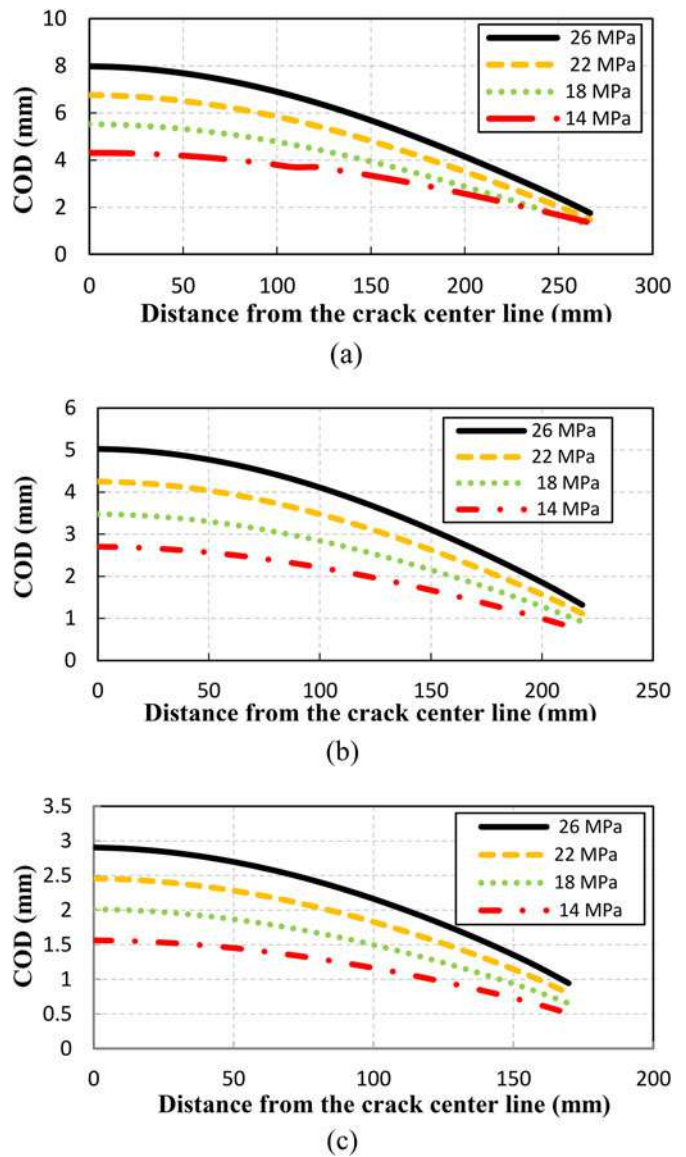 10
8
6
4
2
0
COD (mm)
26 MPa
22 MPa
18 MPa
14 MPa
0 50 100 150 200 250 300
Distance from the crack center line (mm)
(a)
6
5
4
3
2
1
0
COD (mm)
26 MPa
22 MPa
18 MPa
14 MPa
0 50 100 150 200 250
Distance from the crack center line (mm)
(b)
3.5
3
2.5
2
1.5
1
0.5
0
COD (mm)
26 MPa
22 MPa
18 MPa
14 MPa
0 50 100 150 200
Distance from the crack center line (mm)
(c)